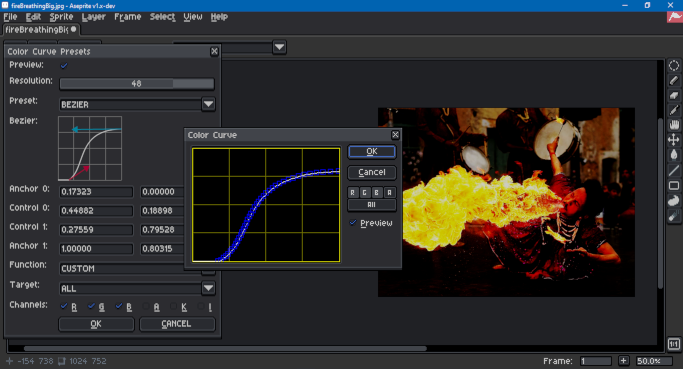 fireBreathingBig.jpg - Aseprite v1.x-dev
File Edit Sprite Layer Frame Select View Help
fireBreathingBig
Color Curve Presets
Preview:
Resolution: 48
Preset: BEZIER
Bezier:
Anchor 0: 0.17323 0.00000
Control 0: 0.44882 0.18898
Control 1: 0.27559 0.79528
Anchor 1: 1.00000 0.80315
Function: CUSTOM
Target: ALL
Channels: R G B A K I
OK CANCEL
Color Curve
OK
Cancel
R G B A
All
Preview
1:1
-154 738 1024 752
Frame: 1 + 50.0%